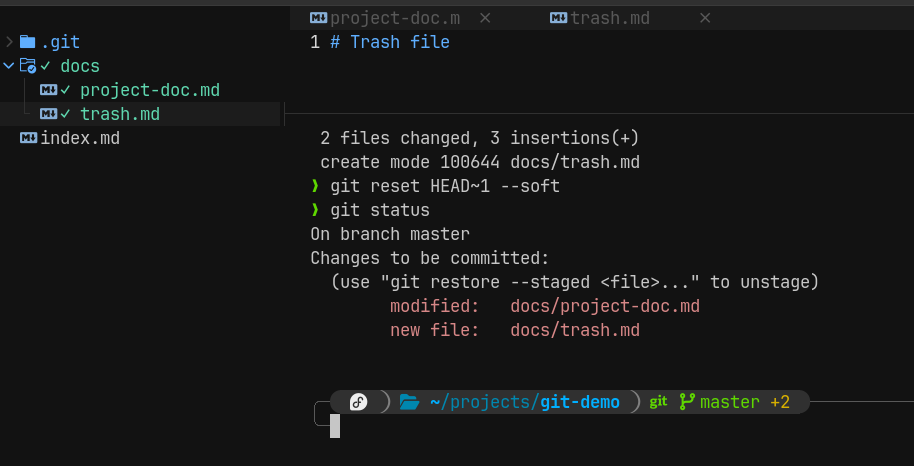 project-doc.m × trash.md ×
.git
docs
project-doc.md
trash.md
index.md
1 # Trash file
2 files changed, 3 insertions(+)
create mode 100644 docs/trash.md
❯ git reset HEAD~1 --soft
❯ git status
On branch master
Changes to be committed:
(use "git restore --staged <file>..." to unstage)
modified: docs/project-doc.md
new file: docs/trash.md
~/projects/git-demo git master +2